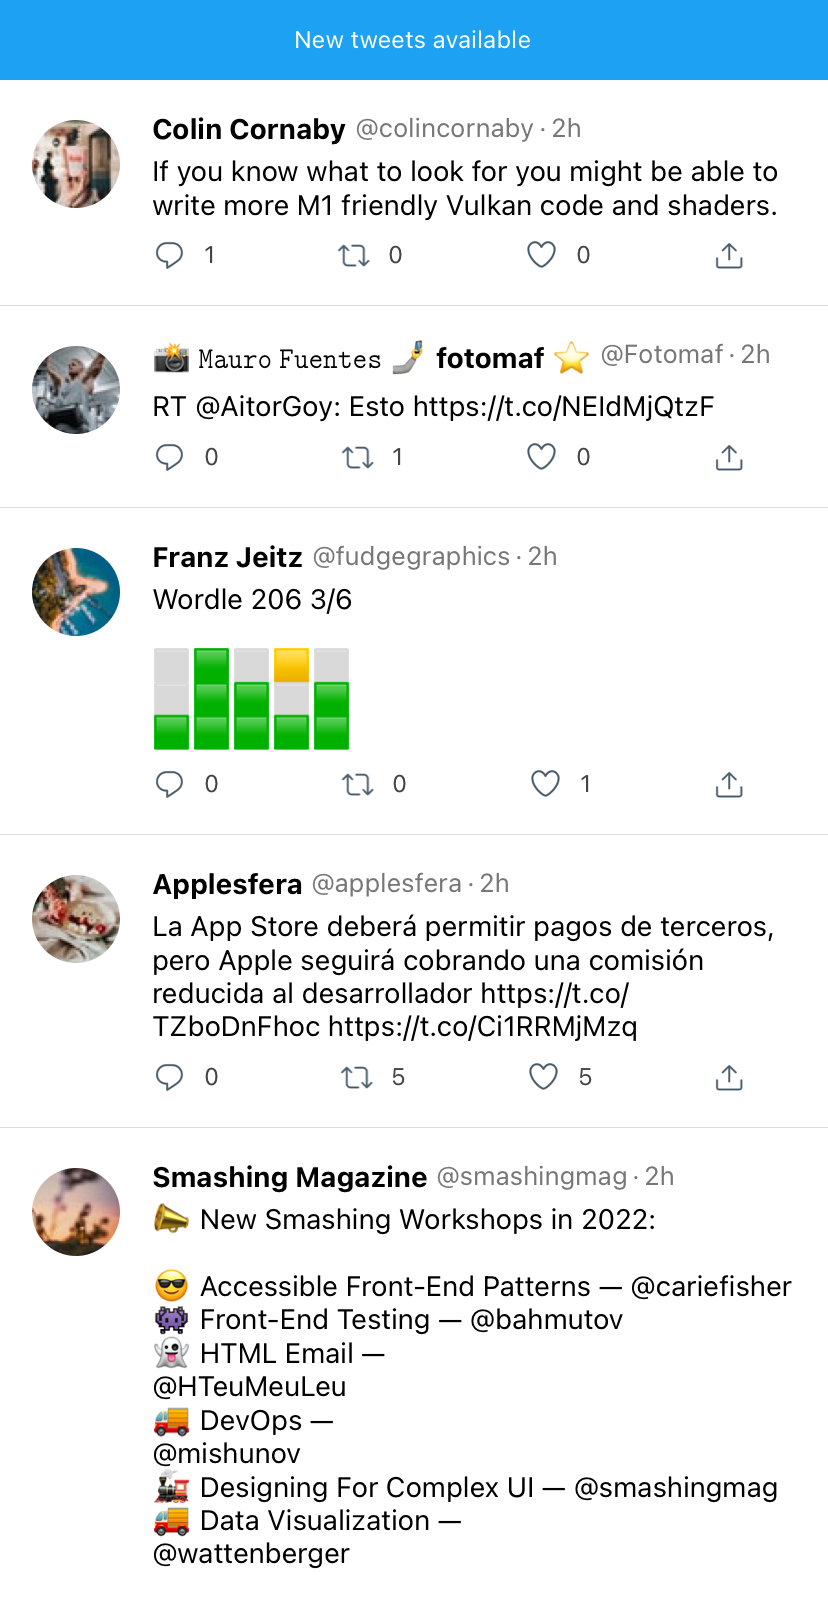 New tweets available
Colin Cornaby @colincornaby · 2h
If you know what to look for you might be able to
write more M1 friendly Vulkan code and shaders.
1 0 0
📸 𝙼𝚊𝚞𝚛𝚘 𝙵𝚞𝚎𝚗𝚝𝚎𝚜 🤳 fotomaf ⭐ @Fotomaf · 2h
RT @AitorGoy: Esto https://t.co/NEIdMjQtzF
0 1 0
Franz Jeitz @fudgegraphics · 2h
Wordle 206 3/6
⬜🟩⬜🟨⬜
⬜🟩🟩⬜🟩
🟩🟩🟩🟩🟩
0 0 1
Applesfera @applesfera · 2h
La App Store deberá permitir pagos de terceros,
pero Apple seguirá cobrando una comisión
reducida al desarrollador https://t.co/
TZboDnFhoc https://t.co/Ci1RRMjMzq
0 5 5
Smashing Magazine @smashingmag · 2h
📣 New Smashing Workshops in 2022:
😎 Accessible Front-End Patterns — @cariefisher
👾 Front-End Testing — @bahmutov
👻 HTML Email —
@HTeuMeuLeu
🚚 DevOps —
@mishunov
🚂 Designing For Complex UI — @smashingmag
🚚 Data Visualization —
@wattenberger